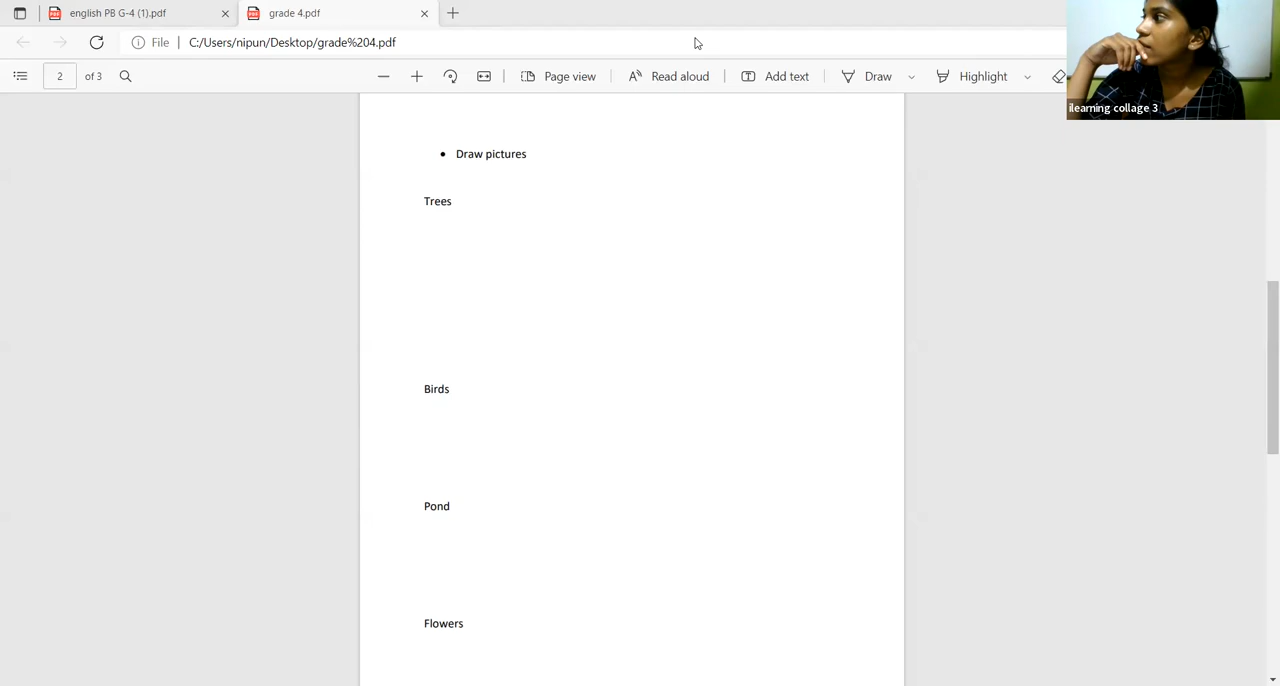 english PB G-4 (1).pdf
grade 4.pdf
File
C:/Users/nipun/Desktop/grade%204.pdf
2 of 3
Page view
Read aloud
Add text
Draw
Highlight
ilearning collage 3
• Draw pictures
Trees
Birds
Pond
Flowers